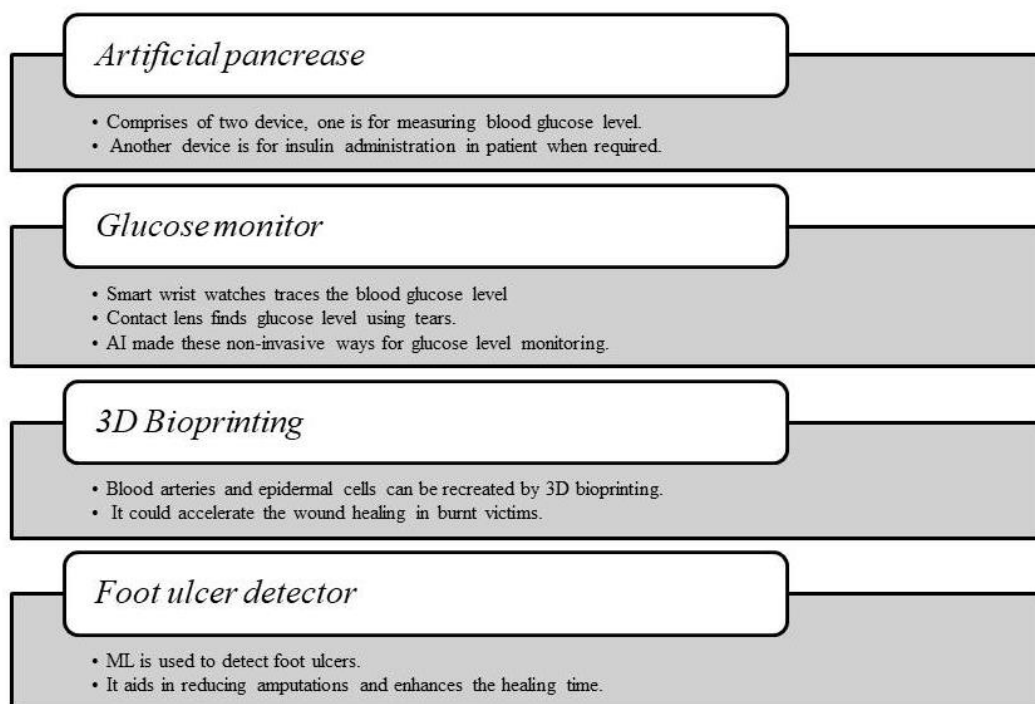 Artificial pancrease
• Comprises of two device, one is for measuring blood glucose level.
• Another device is for insulin administration in patient when required.
Glucose monitor
• Smart wrist watches traces the blood glucose level
• Contact lens finds glucose level using tears.
• AI made these non-invasive ways for glucose level monitoring.
3D Bioprinting
• Blood arteries and epidermal cells can be recreated by 3D bioprinting.
• It could accelerate the wound healing in burnt victims.
Foot ulcer detector
• ML is used to detect foot ulcers.
• It aids in reducing amputations and enhances the healing time.